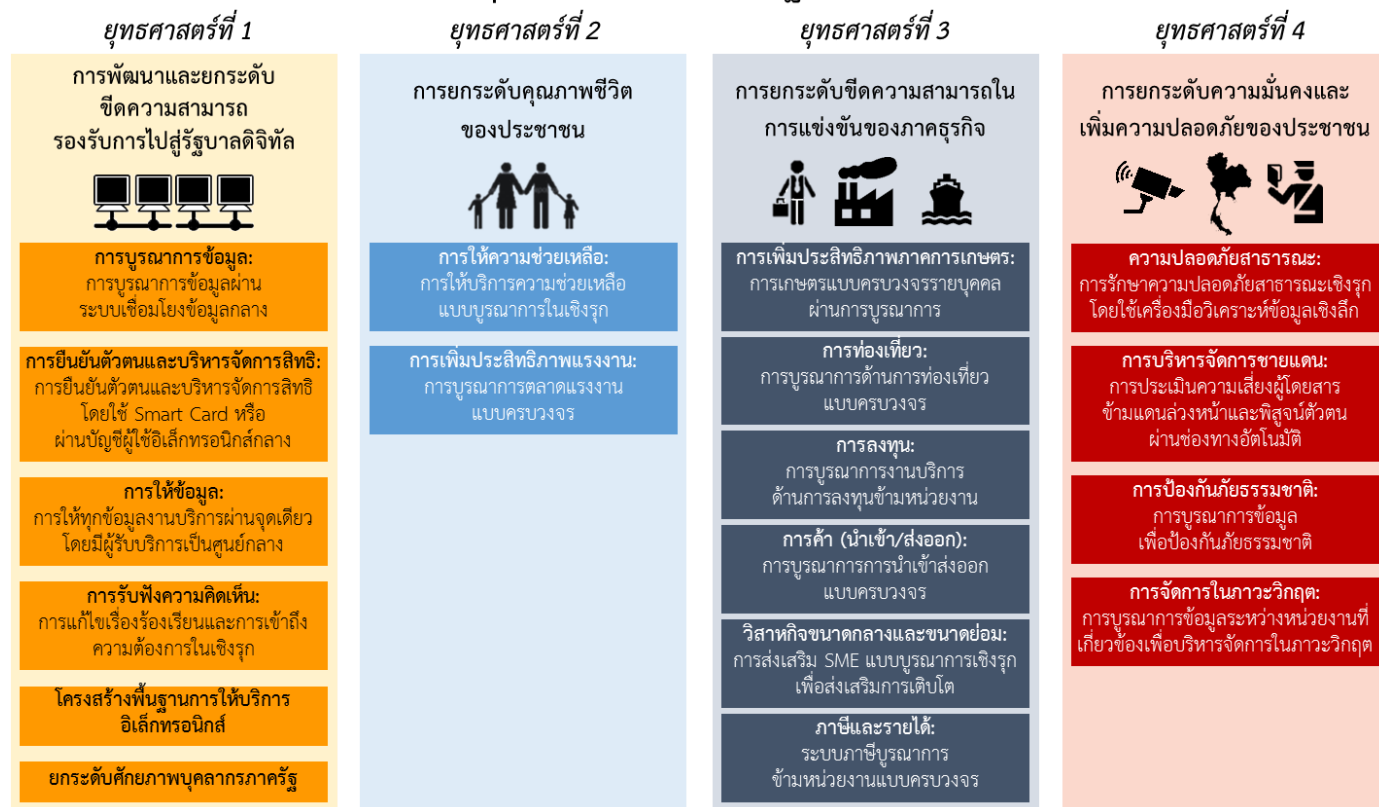 ยุทธศาสตร์ที่ 1
การพัฒนาและยกระดับ
ขีดความสามารถ
รองรับการไปสู่รัฐบาลดิจิทัล
การบูรณาการข้อมูล:
การบูรณาการข้อมูลผ่าน
ระบบเชื่อมโยงข้อมูลกลาง
การยืนยันตัวตนและบริหารจัดการสิทธิ:
การยืนยันตัวตนและบริหารจัดการสิทธิ
โดยใช้ Smart Card หรือ
ผ่านบัญชีผู้ใช้อิเล็กทรอนิกส์กลาง
การให้ข้อมูล:
การให้ทุกข้อมูลงานบริการผ่านจุดเดียว
โดยมีผู้รับบริการเป็นศูนย์กลาง
การรับฟังความคิดเห็น:
การแก้ไขเรื่องร้องเรียนและการเข้าถึง
ความต้องการในเชิงรุก
โครงสร้างพื้นฐานการให้บริการ
อิเล็กทรอนิกส์
ยกระดับศักยภาพบุคลากรภาครัฐ
ยุทธศาสตร์ที่ 2
การยกระดับคุณภาพชีวิต
ของประชาชน
การให้ความช่วยเหลือ:
การให้บริการความช่วยเหลือ
แบบบูรณาการในเชิงรุก
การเพิ่มประสิทธิภาพแรงงาน:
การบูรณาการตลาดแรงงาน
แบบครบวงจร
ยุทธศาสตร์ที่ 3
การยกระดับขีดความสามารถใน
การแข่งขันของภาคธุรกิจ
การเพิ่มประสิทธิภาพภาคการเกษตร:
การเกษตรแบบครบวงจรรายบุคคล
ผ่านการบูรณาการ
การท่องเที่ยว:
การบูรณาการด้านการท่องเที่ยว
แบบครบวงจร
การลงทุน:
การบูรณาการงานบริการ
ด้านการลงทุนข้ามหน่วยงาน
การค้า (นำเข้า/ส่งออก):
การบูรณาการการนำเข้าส่งออก
แบบครบวงจร
วิสาหกิจขนาดกลางและขนาดย่อม:
การส่งเสริม SME แบบบูรณาการเชิงรุก
เพื่อส่งเสริมการเติบโต
ภาษีและรายได้:
ระบบภาษีบูรณาการ
ข้ามหน่วยงานแบบครบวงจร
ยุทธศาสตร์ที่ 4
การยกระดับความมั่นคงและ
เพิ่มความปลอดภัยของประชาชน
ความปลอดภัยสาธารณะ:
การรักษาความปลอดภัยสาธารณะเชิงรุก
โดยใช้เครื่องมือวิเคราะห์ข้อมูลเชิงลึก
การบริหารจัดการชายแดน:
การประเมินความเสี่ยงผู้โดยสาร
ข้ามแดนล่วงหน้าและพิสูจน์ตัวตน
ผ่านช่องทางอัตโนมัติ
การป้องกันภัยธรรมชาติ:
การบูรณาการข้อมูล
เพื่อป้องกันภัยธรรมชาติ
การจัดการในภาวะวิกฤต:
การบูรณาการข้อมูลระหว่างหน่วยงานที่
เกี่ยวข้องเพื่อบริหารจัดการในภาวะวิกฤต